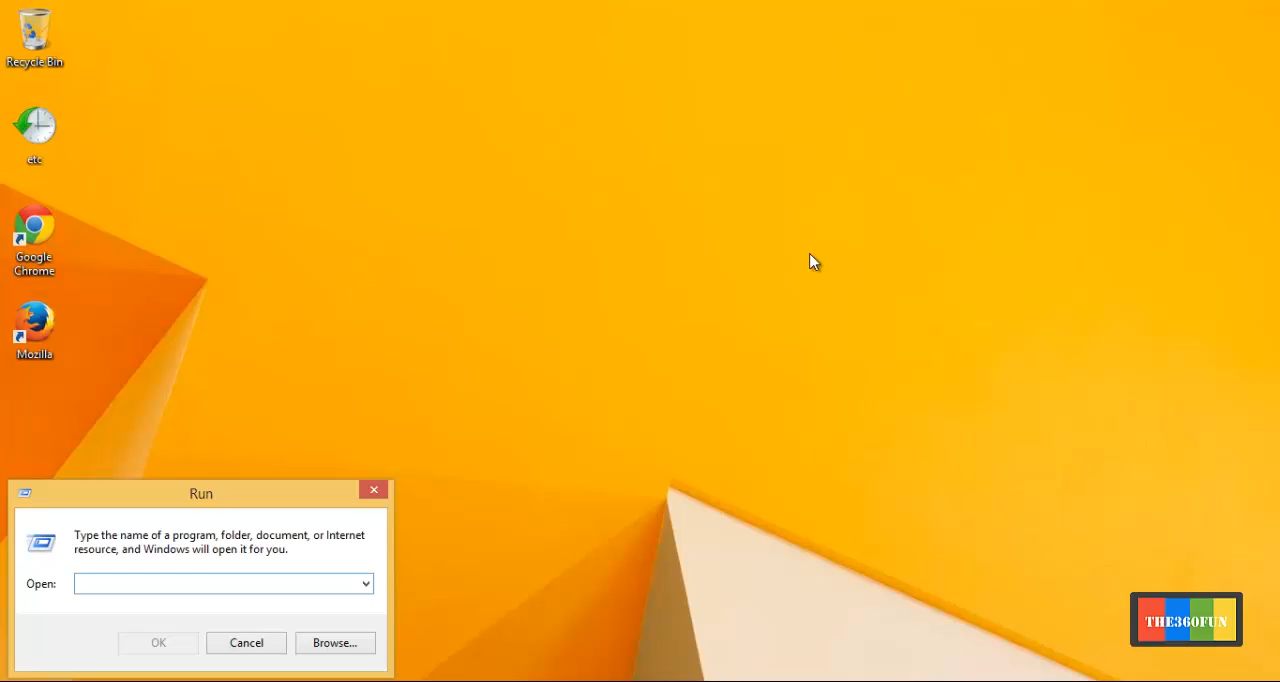 Recycle Bin
etc
Google
Chrome
Mozilla
Run
Type the name of a program, folder, document, or Internet
resource, and Windows will open it for you.
Open:
OK
Cancel
Browse...
THE360FUN